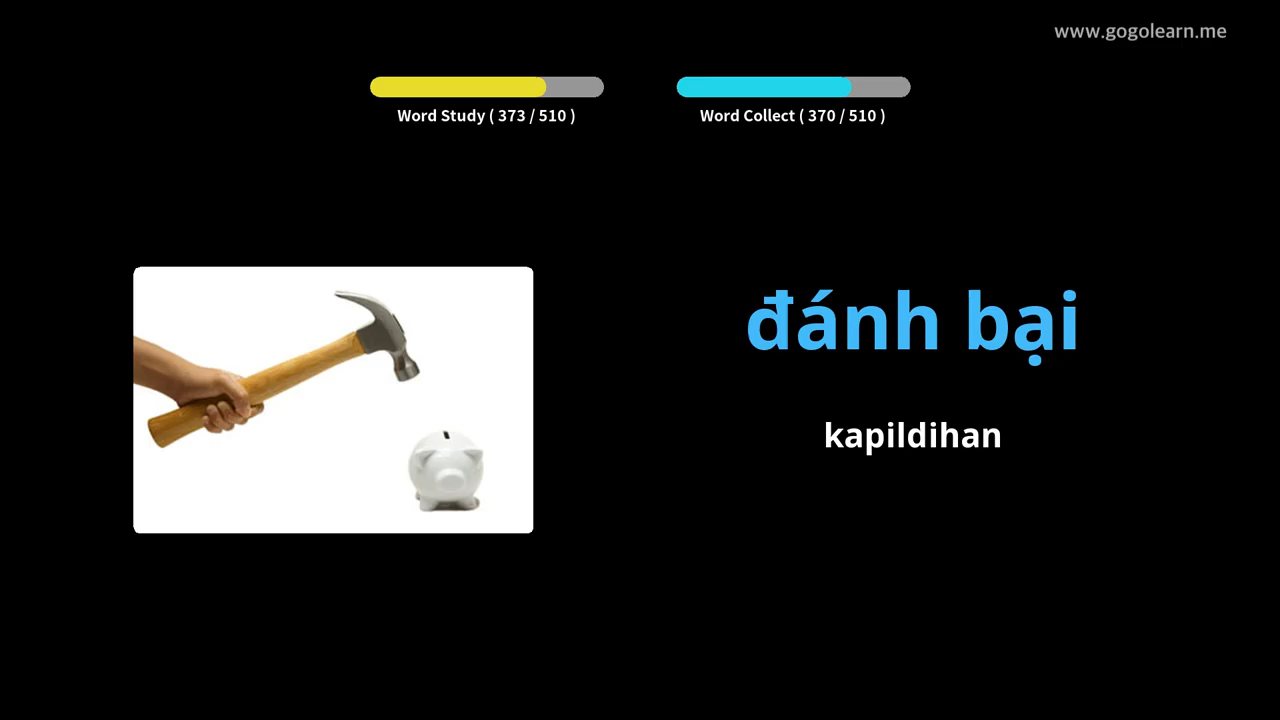 www.gogolearn.me
Word Study ( 373 / 510 )
Word Collect ( 370 / 510 )
đánh bại
kapildihan